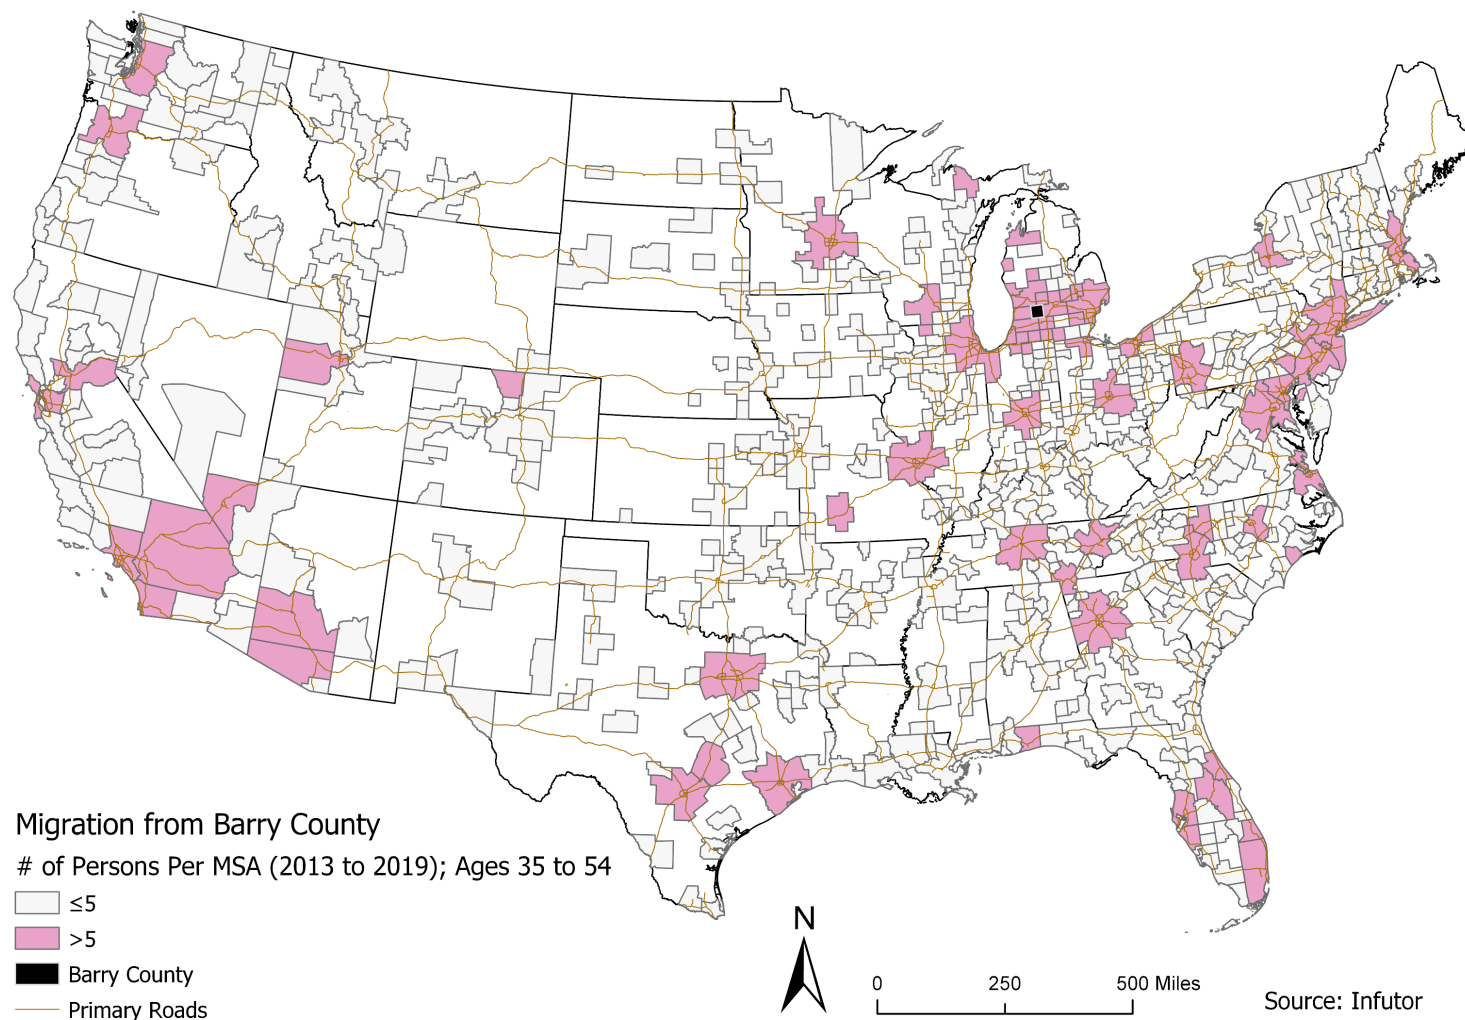 Migration from Barry County
# of Persons Per MSA (2013 to 2019); Ages 35 to 54
≤5
>5
Barry County
Primary Roads
N
0 250 500 Miles
Source: Infutor